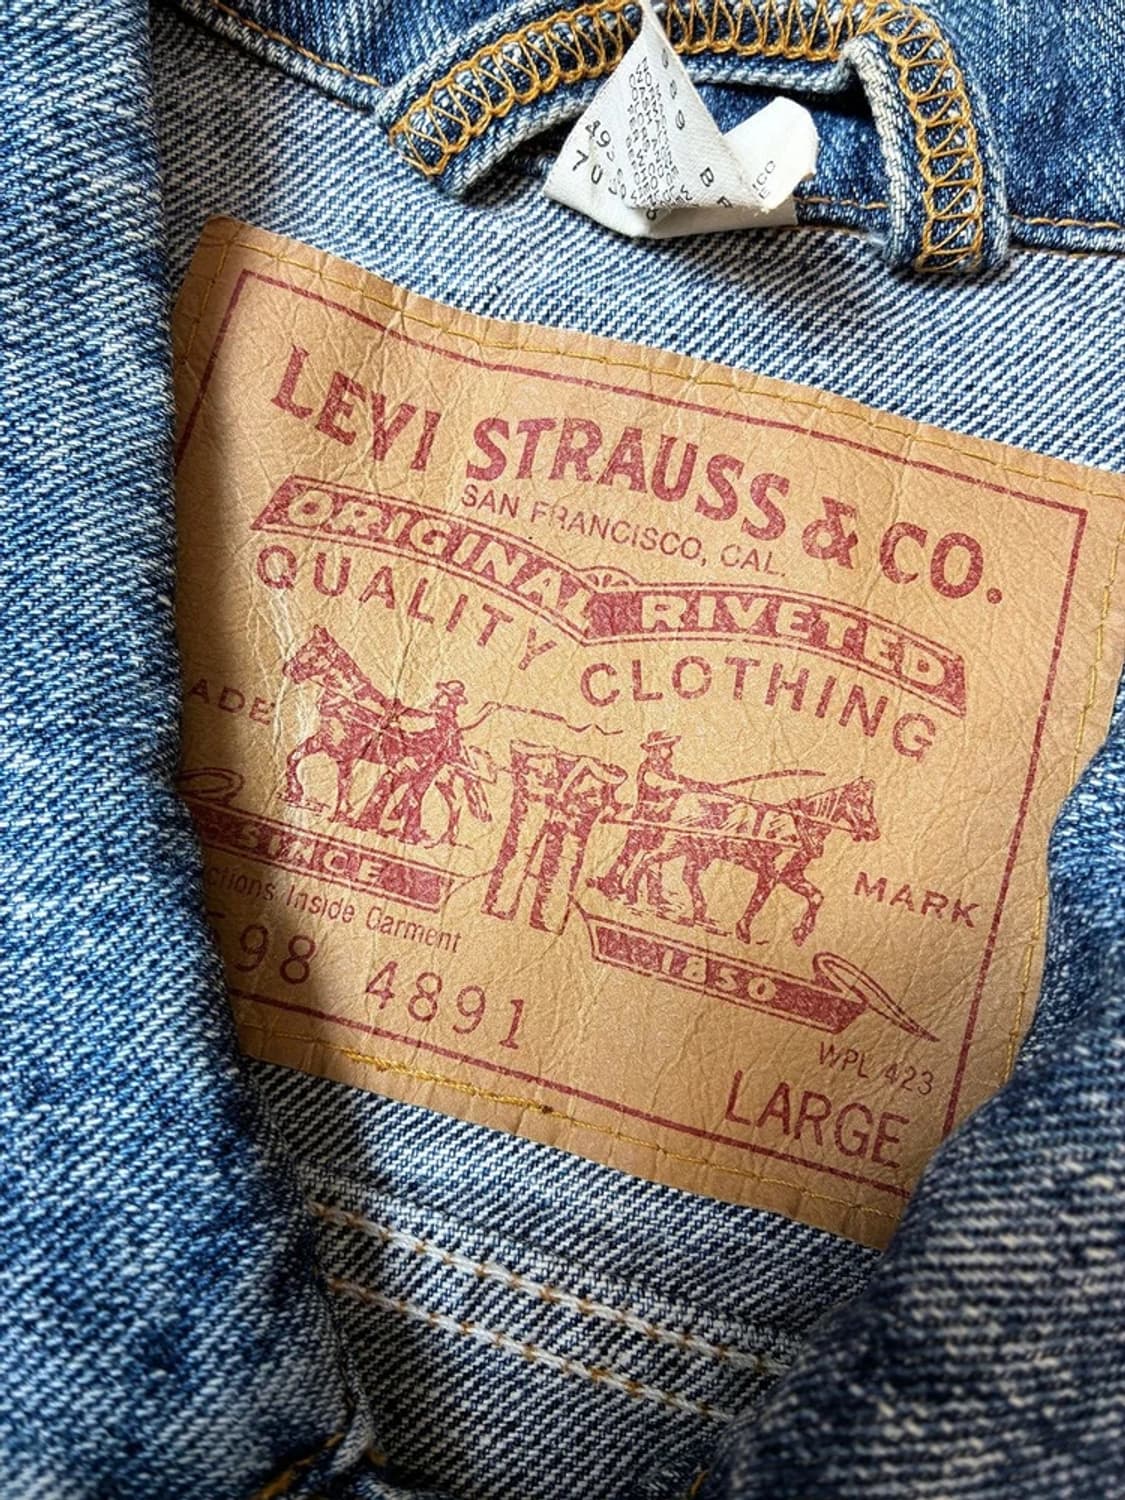 LEVI STRAUSS & CO.
SAN FRANCISCO, CAL.
ORIGINAL RIVETED
QUALITY CLOTHING
ADE MARK
SINCE 1850
ctions Inside Garment
98 4891
WPL 423
LARGE